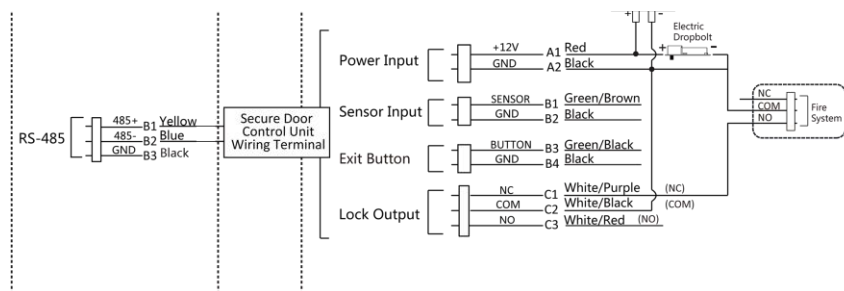 + -
Electric
Dropbolt
+ -
Power Input
+12V A1 Red
GND A2 Black
Sensor Input
SENSOR B1 Green/Brown
GND B2 Black
Exit Button
BUTTON B3 Green/Black
GND B4 Black
Lock Output
NC C1 White/Purple (NC)
COM C2 White/Black (COM)
NO C3 White/Red (NO)
RS-485
485+ B1 Yellow
485- B2 Blue
GND B3 Black
Secure Door
Control Unit
Wiring Terminal
NC
COM
NO
Fire
System